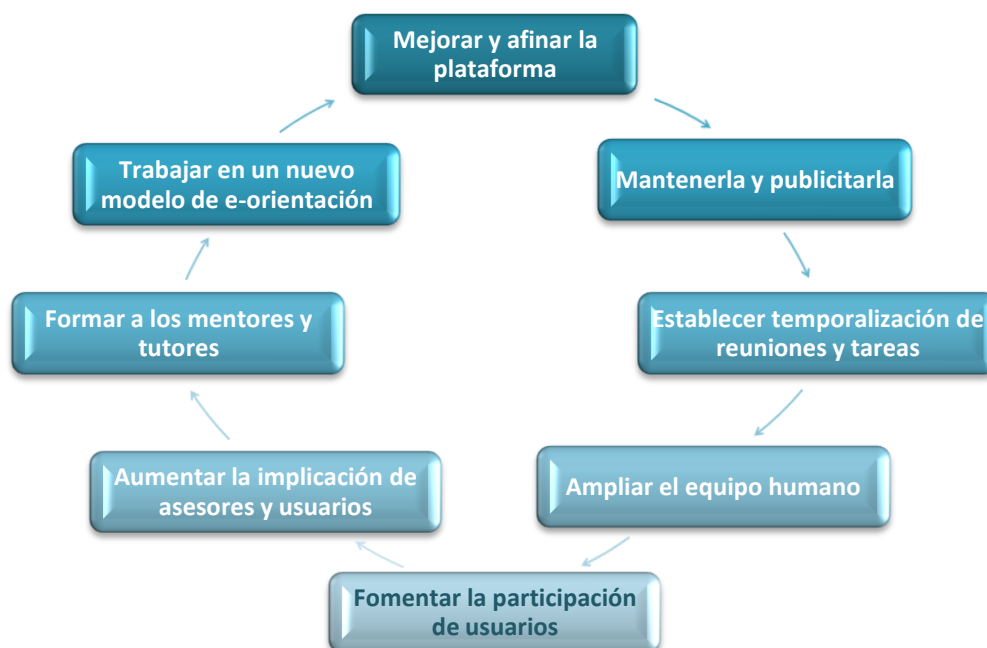 Mejorar y afinar la
plataforma
Mantenerla y publicitarla
Establecer temporalización de
reuniones y tareas
Ampliar el equipo humano
Fomentar la participación
de usuarios
Aumentar la implicación de
asesores y usuarios
Formar a los mentores y
tutores
Trabajar en un nuevo
modelo de e-orientación